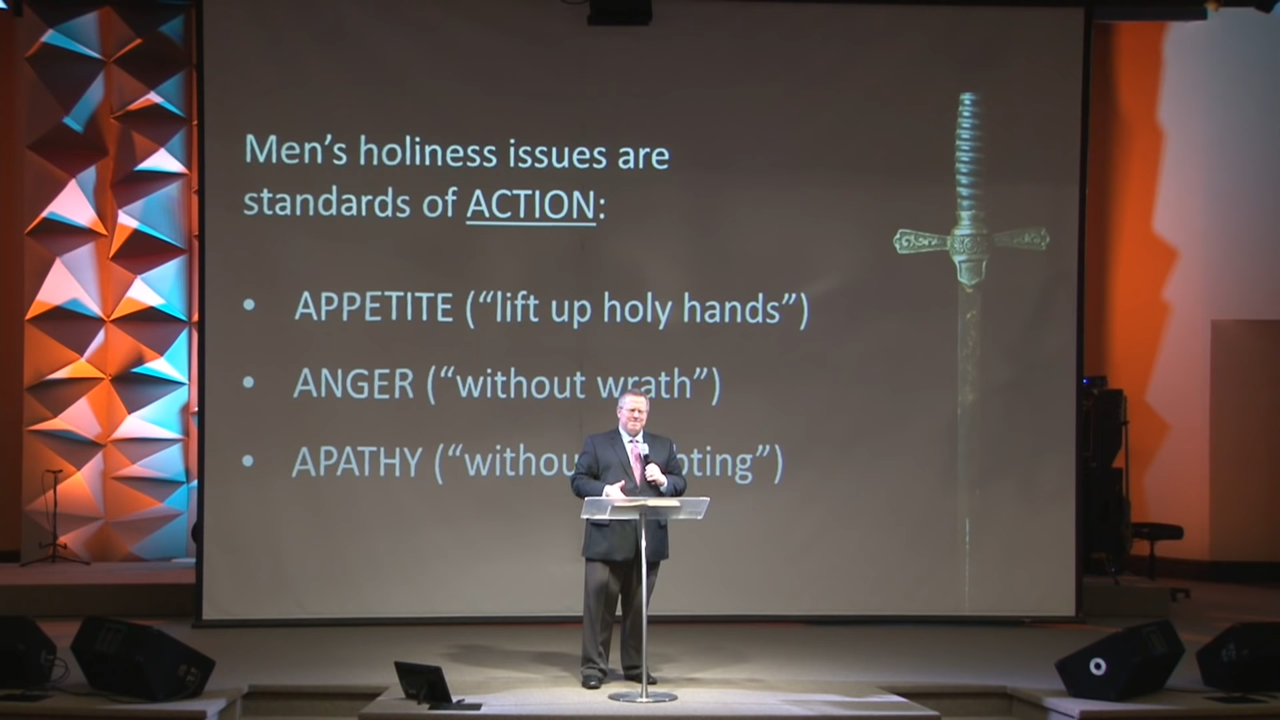 Men’s holiness issues are
standards of ACTION:
• APPETITE (“lift up holy hands”)
• ANGER (“without wrath”)
• APATHY (“